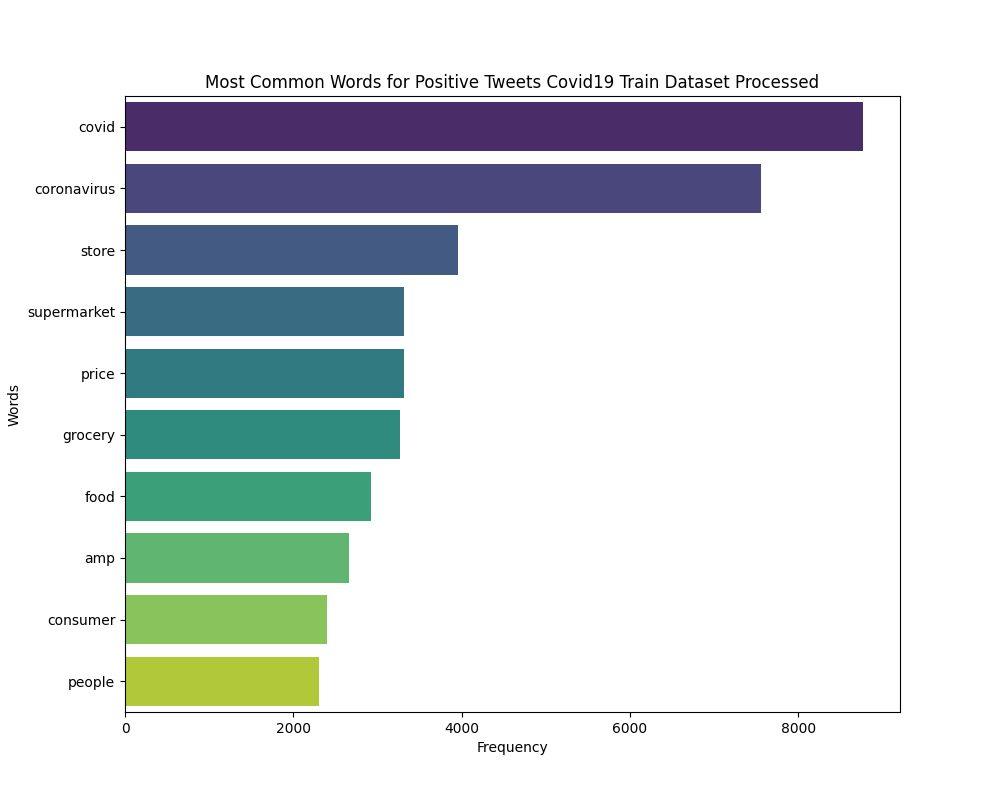 Most Common Words for Positive Tweets Covid19 Train Dataset Processed
covid
coronavirus
store
supermarket
price
grocery
food
amp
consumer
people
Words
0 2000 4000 6000 8000
Frequency